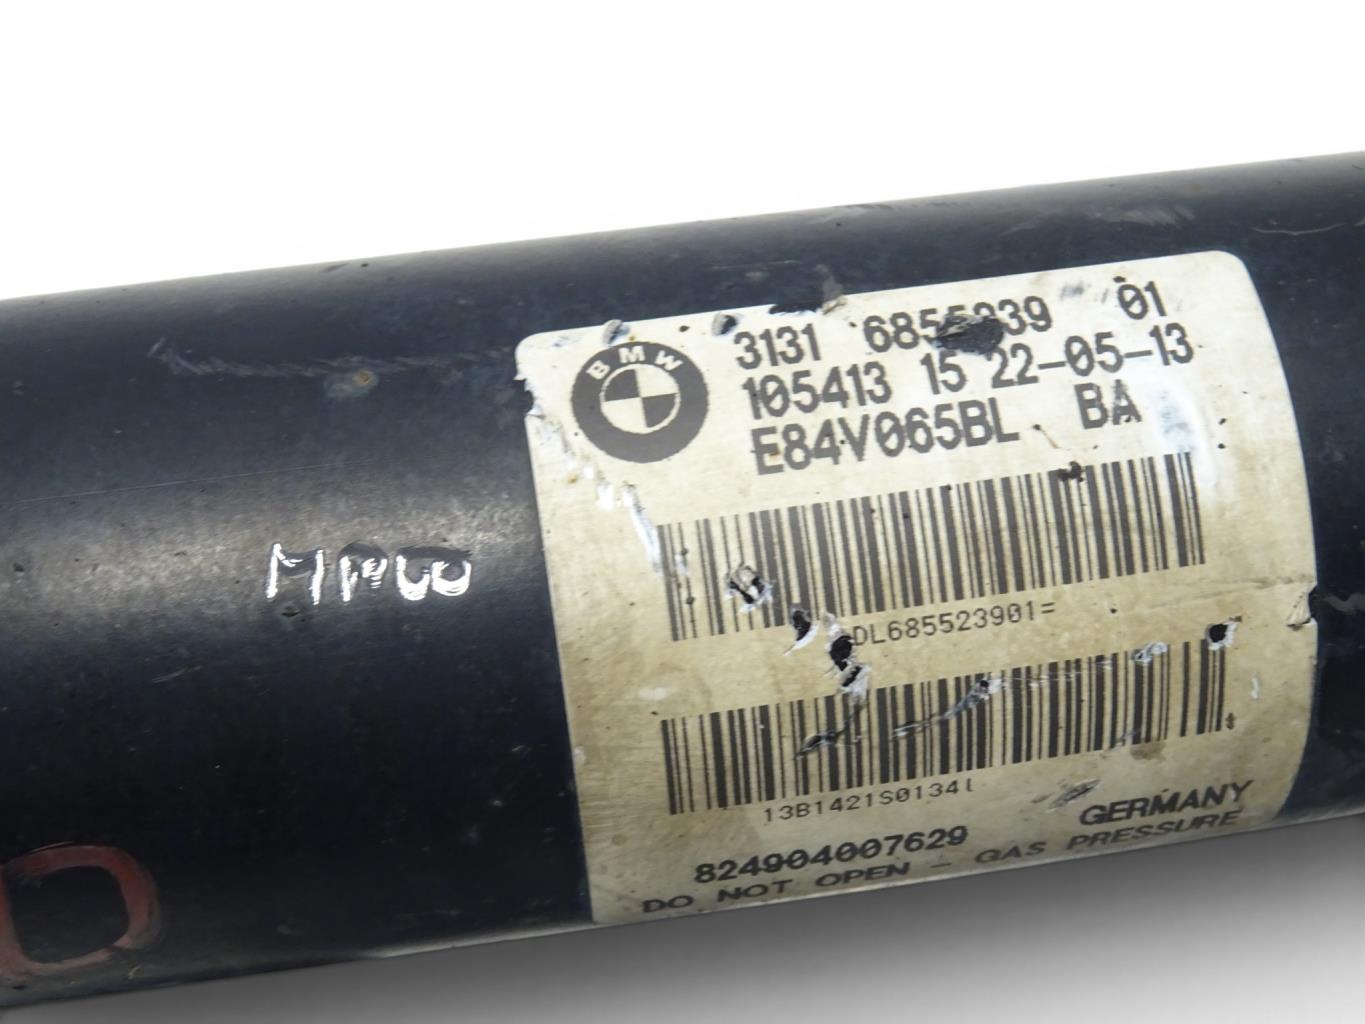 BMW
3131 6855239 01
105413 15 22-05-13
E84V065BL BA
DL685523901=
13B1421S0134L
GERMANY
824904007629
DO NOT OPEN - GAS PRESSURE
D